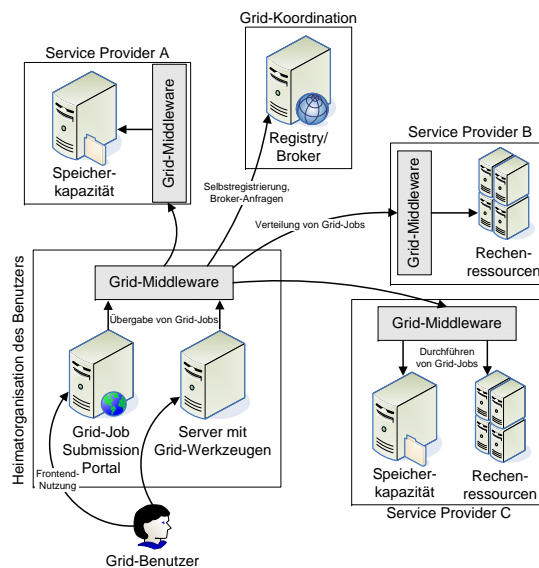 Grid-Koordination
Service Provider A
Grid-Middleware
Speicher-
kapazität
Registry/
Broker
Service Provider B
Grid-Middleware
Rechen-
ressourcen
Selbstregistrierung,
Broker-Anfragen
Verteilung von Grid-Jobs
Heimatorganisation des Benutzers
Grid-Middleware
Übergabe von Grid-Jobs
Grid-Job
Submission
Portal
Server mit
Grid-Werkzeugen
Grid-Middleware
Durchführen
von Grid-Jobs
Speicher-
kapazität
Rechen-
ressourcen
Service Provider C
Frontend-
Nutzung
Grid-Benutzer